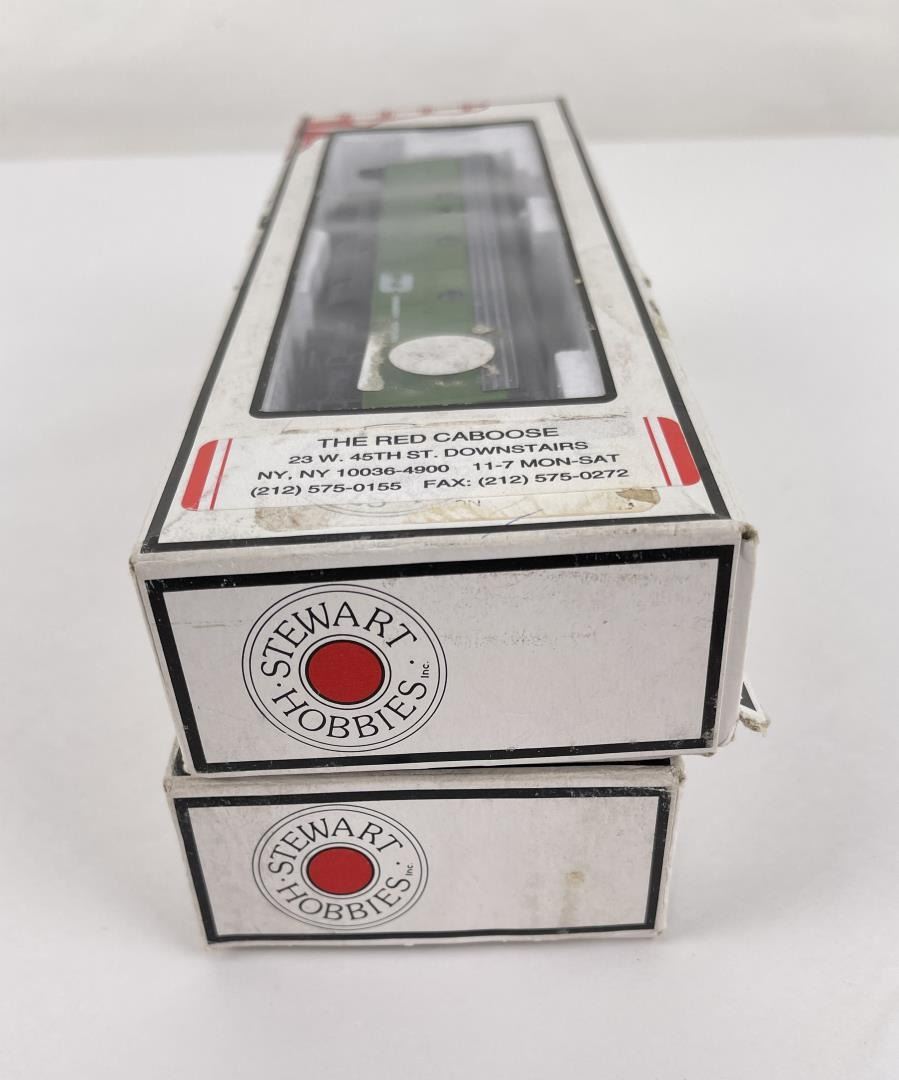 THE RED CABOOSE
23 W. 45TH ST. DOWNSTAIRS
NY, NY 10036-4900 11-7 MON-SAT
(212) 575-0155 FAX: (212) 575-0272
·STEWART·
HOBBIES Inc.
·STEWART·
HOBBIES Inc.